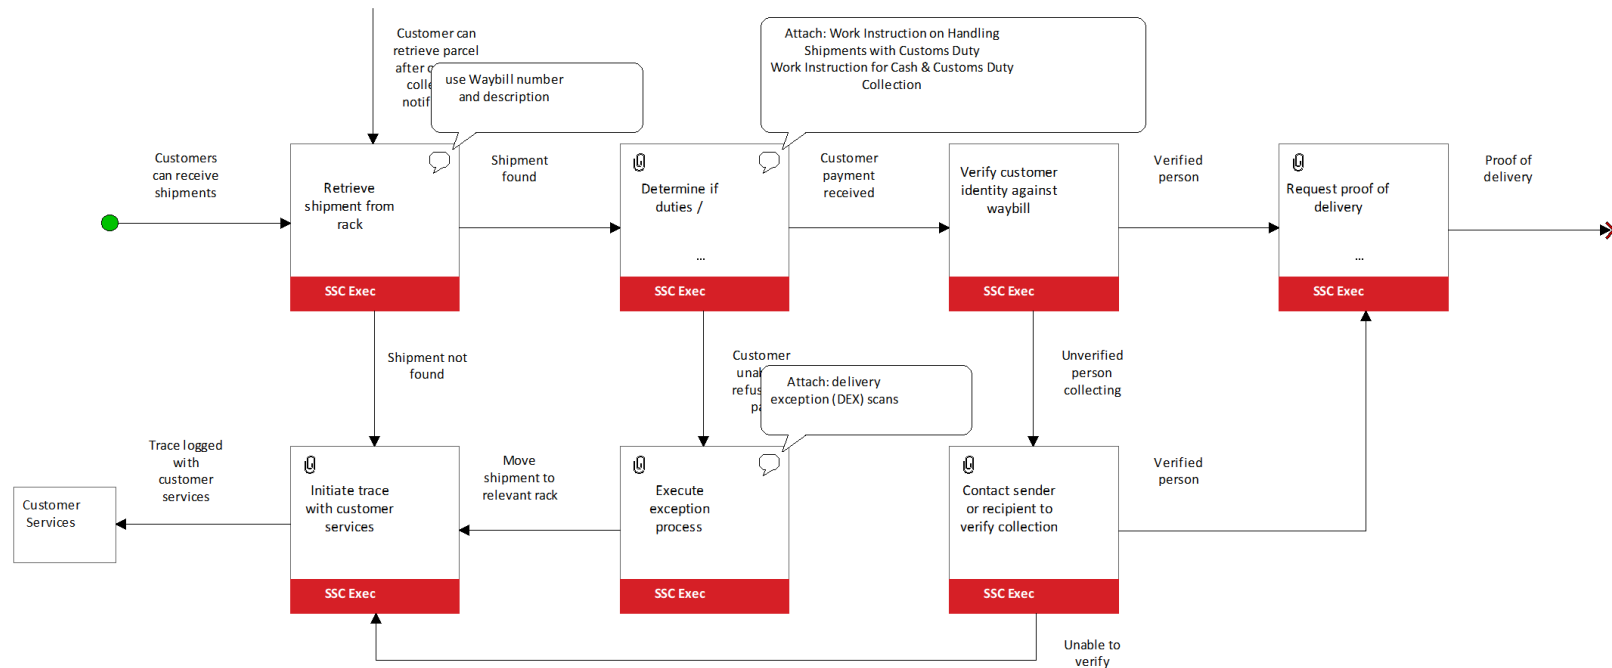 Customer can
retrieve parcel
after
use Waybill number
and description
Attach: Work Instruction on Handling
Shipments with Customs Duty
Work Instruction for Cash & Customs Duty
Collection
Customers
can receive
shipments
Retrieve
shipment from
rack
SSC Exec
Shipment
found
Determine if
duties /
...
SSC Exec
Customer
payment
received
Verify customer
identity against
waybill
SSC Exec
Verified
person
Request proof of
delivery
...
SSC Exec
Proof of
delivery
Shipment not
found
Customer
Attach: delivery
exception (DEX) scans
Unverified
person
collecting
Customer
Services
Trace logged
with
customer
services
Initiate trace
with customer
services
SSC Exec
Move
shipment to
relevant rack
Execute
exception
process
SSC Exec
Contact sender
or recipient to
verify collection
SSC Exec
Verified
person
Unable to
verify